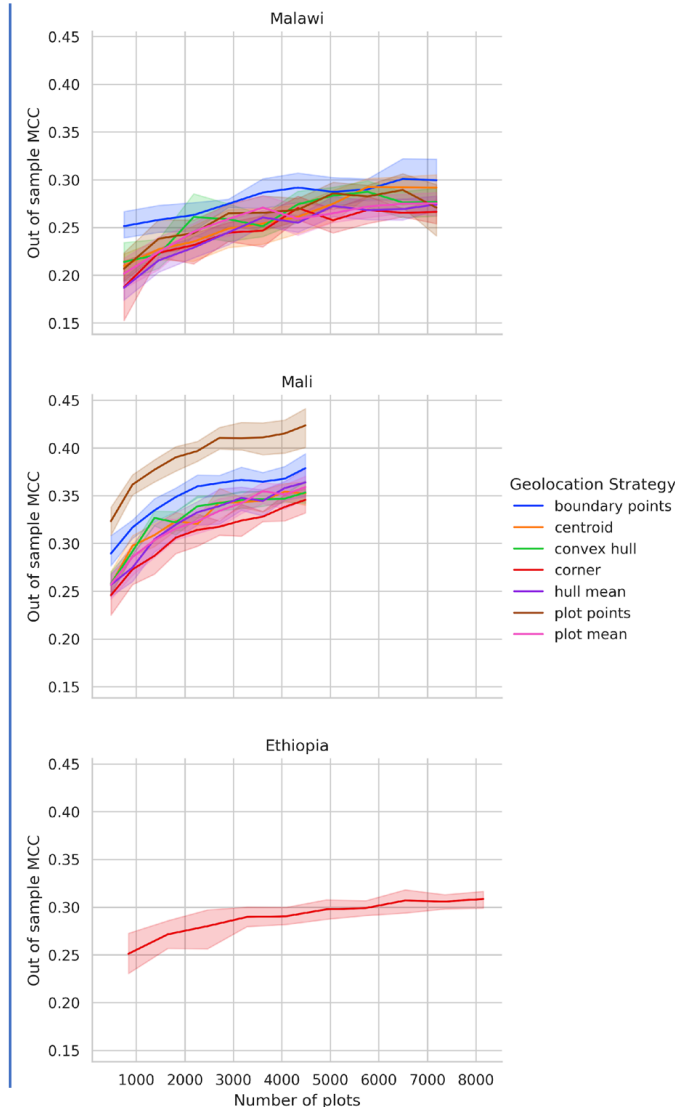 Malawi
0.45
0.40
0.35
0.30
0.25
0.20
0.15
Out of sample MCC
Mali
0.45
0.40
0.35
0.30
0.25
0.20
0.15
Out of sample MCC
Geolocation Strategy
boundary points
centroid
convex hull
corner
hull mean
plot points
plot mean
Ethiopia
0.45
0.40
0.35
0.30
0.25
0.20
0.15
Out of sample MCC
1000 2000 3000 4000 5000 6000 7000 8000
Number of plots